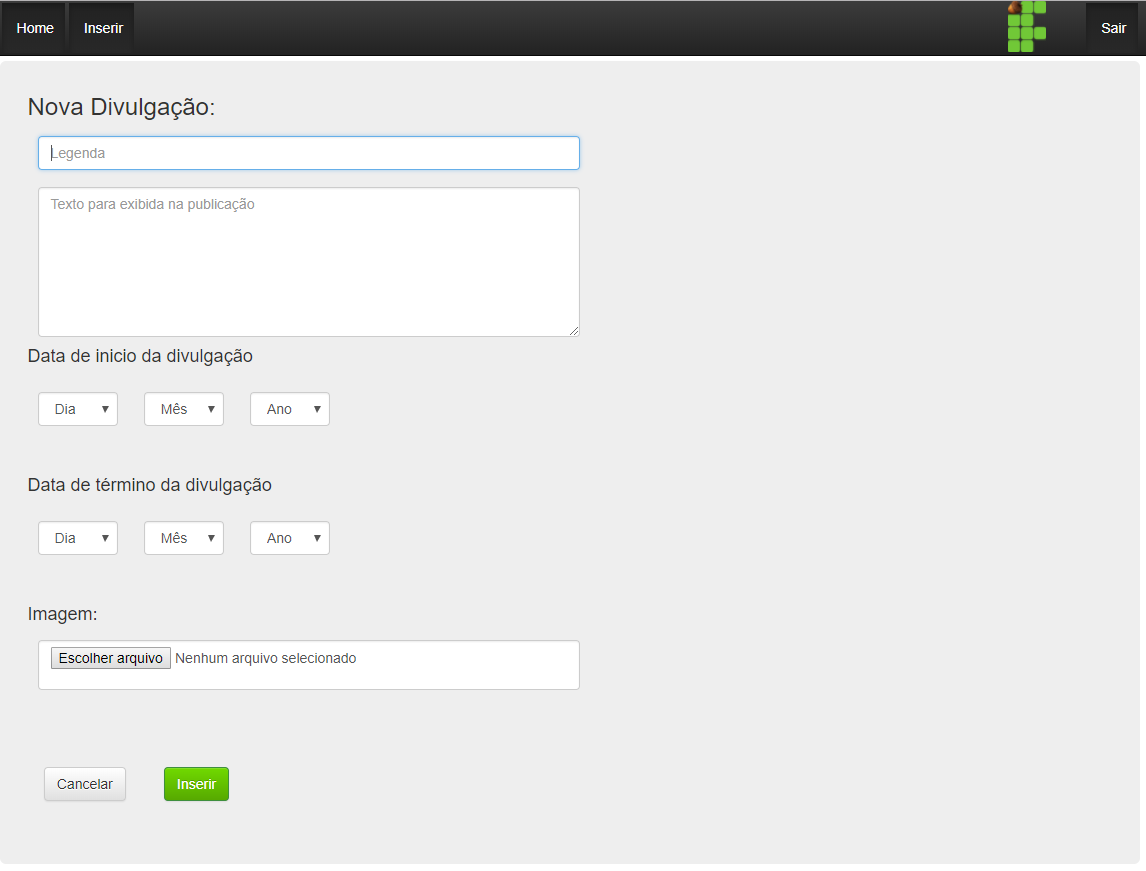 Home Inserir Sair
Nova Divulgação:
Legenda
Texto para exibida na publicação
Data de inicio da divulgação
Dia Mês Ano
Data de término da divulgação
Dia Mês Ano
Imagem:
Escolher arquivo Nenhum arquivo selecionado
Cancelar Inserir